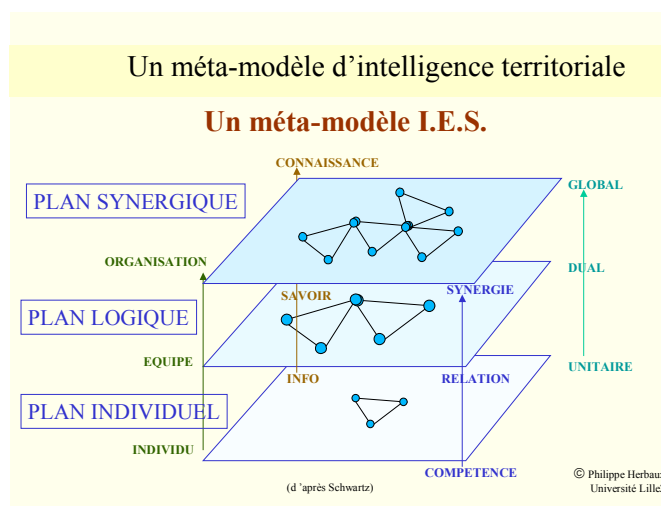 Un méta-modèle d’intelligence territoriale
Un méta-modèle I.E.S.
CONNAISSANCE
GLOBAL
PLAN SYNERGIQUE
ORGANISATION
DUAL
SAVOIR
SYNERGIE
PLAN LOGIQUE
EQUIPE
UNITAIRE
INFO
RELATION
PLAN INDIVIDUEL
INDIVIDU
COMPETENCE
(d ’après Schwartz)
© Philippe Herbaux
Université Lille3